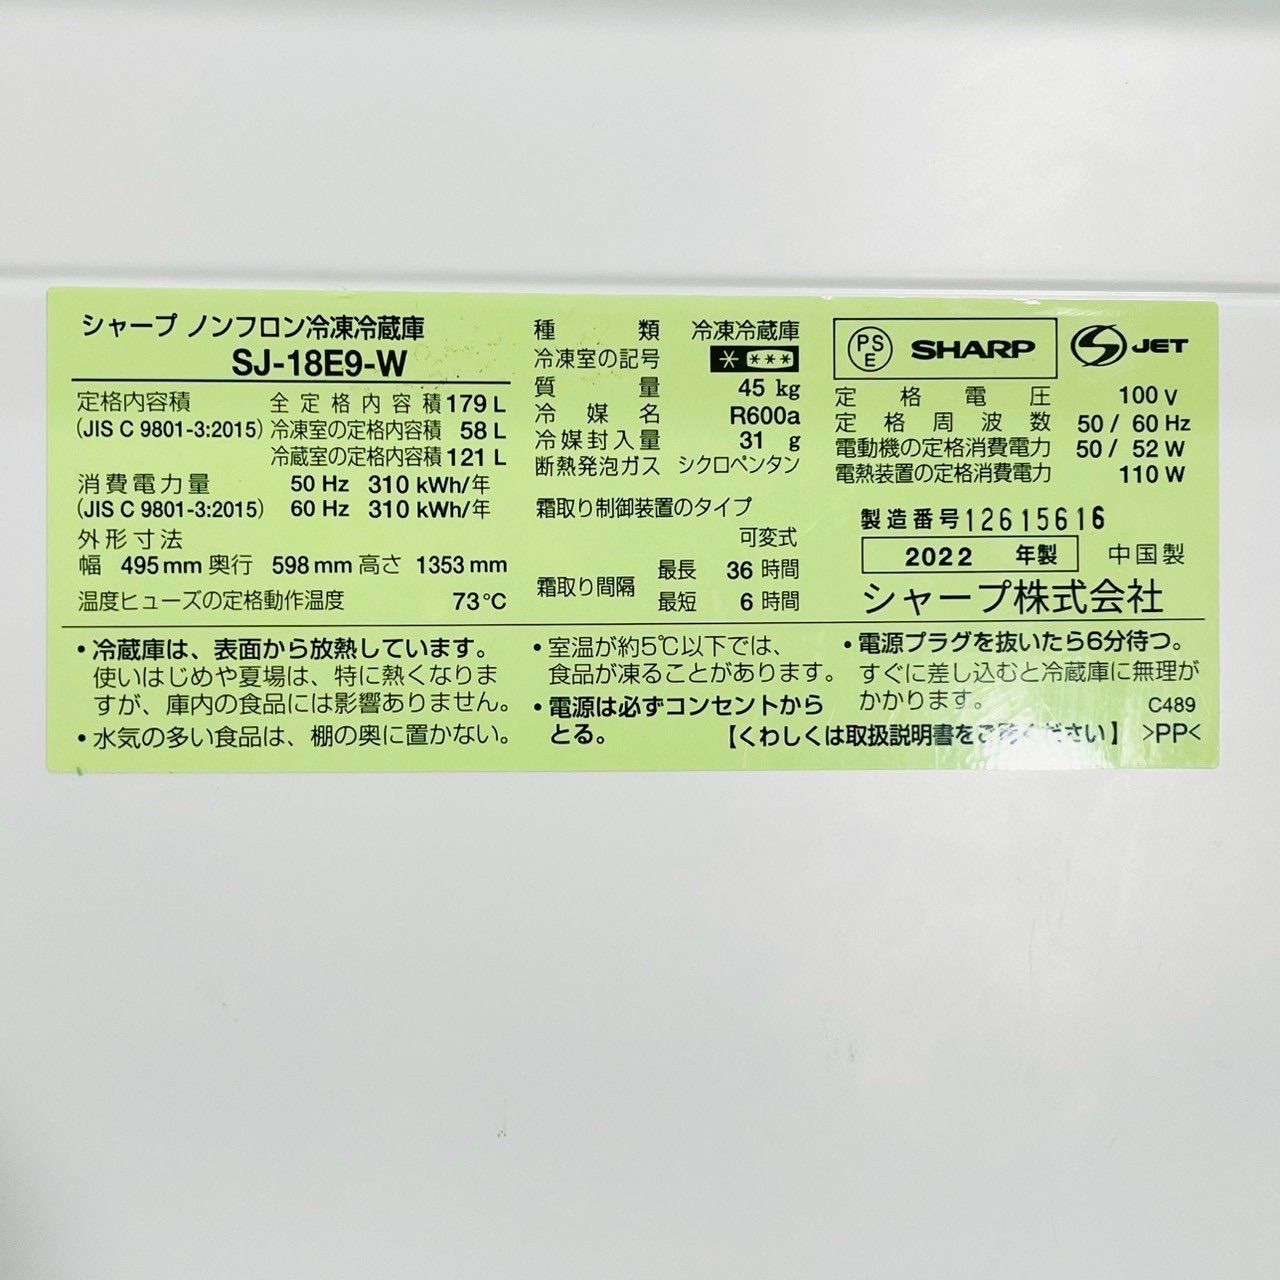 シャープ ノンフロン冷凍冷蔵庫
SJ-18E9-W
定格内容積 全定格内容積 179 L
(JIS C 9801-3:2015) 冷凍室の定格内容積 58 L
冷蔵室の定格内容積 121 L
消費電力量 50 Hz 310 kWh/年
(JIS C 9801-3:2015) 60 Hz 310 kWh/年
外形寸法
幅 495 mm 奥行 598 mm 高さ 1353 mm
温度ヒューズの定格動作温度 73℃
種類 冷凍冷蔵庫
冷凍室の記号 * ***
質量 45 kg
冷媒名 R600a
冷媒封入量 31 g
断熱発泡ガス シクロペンタン
霜取り制御装置のタイプ
可変式
霜取り間隔 最長 36 時間
最短 6 時間
PS E SHARP S JET
定格電圧 100 V
定格周波数 50 / 60 Hz
電動機の定格消費電力 50 / 52 W
電熱装置の定格消費電力 110 W
製造番号 12615616
2022 年製 中国製
シャープ株式会社
・冷蔵庫は、表面から放熱しています。
使いはじめや夏場は、特に熱くなりま
すが、庫内の食品には影響ありません。
・水気の多い食品は、棚の奥に置かない。
・室温が約5℃以下では、
食品が凍ることがあります。
・電源は必ずコンセントから
とる。
・電源プラグを抜いたら6分待つ。
すぐに差し込むと冷蔵庫に無理が
かかります。 C489
【くわしくは取扱説明書をご覧ください】 >PP<